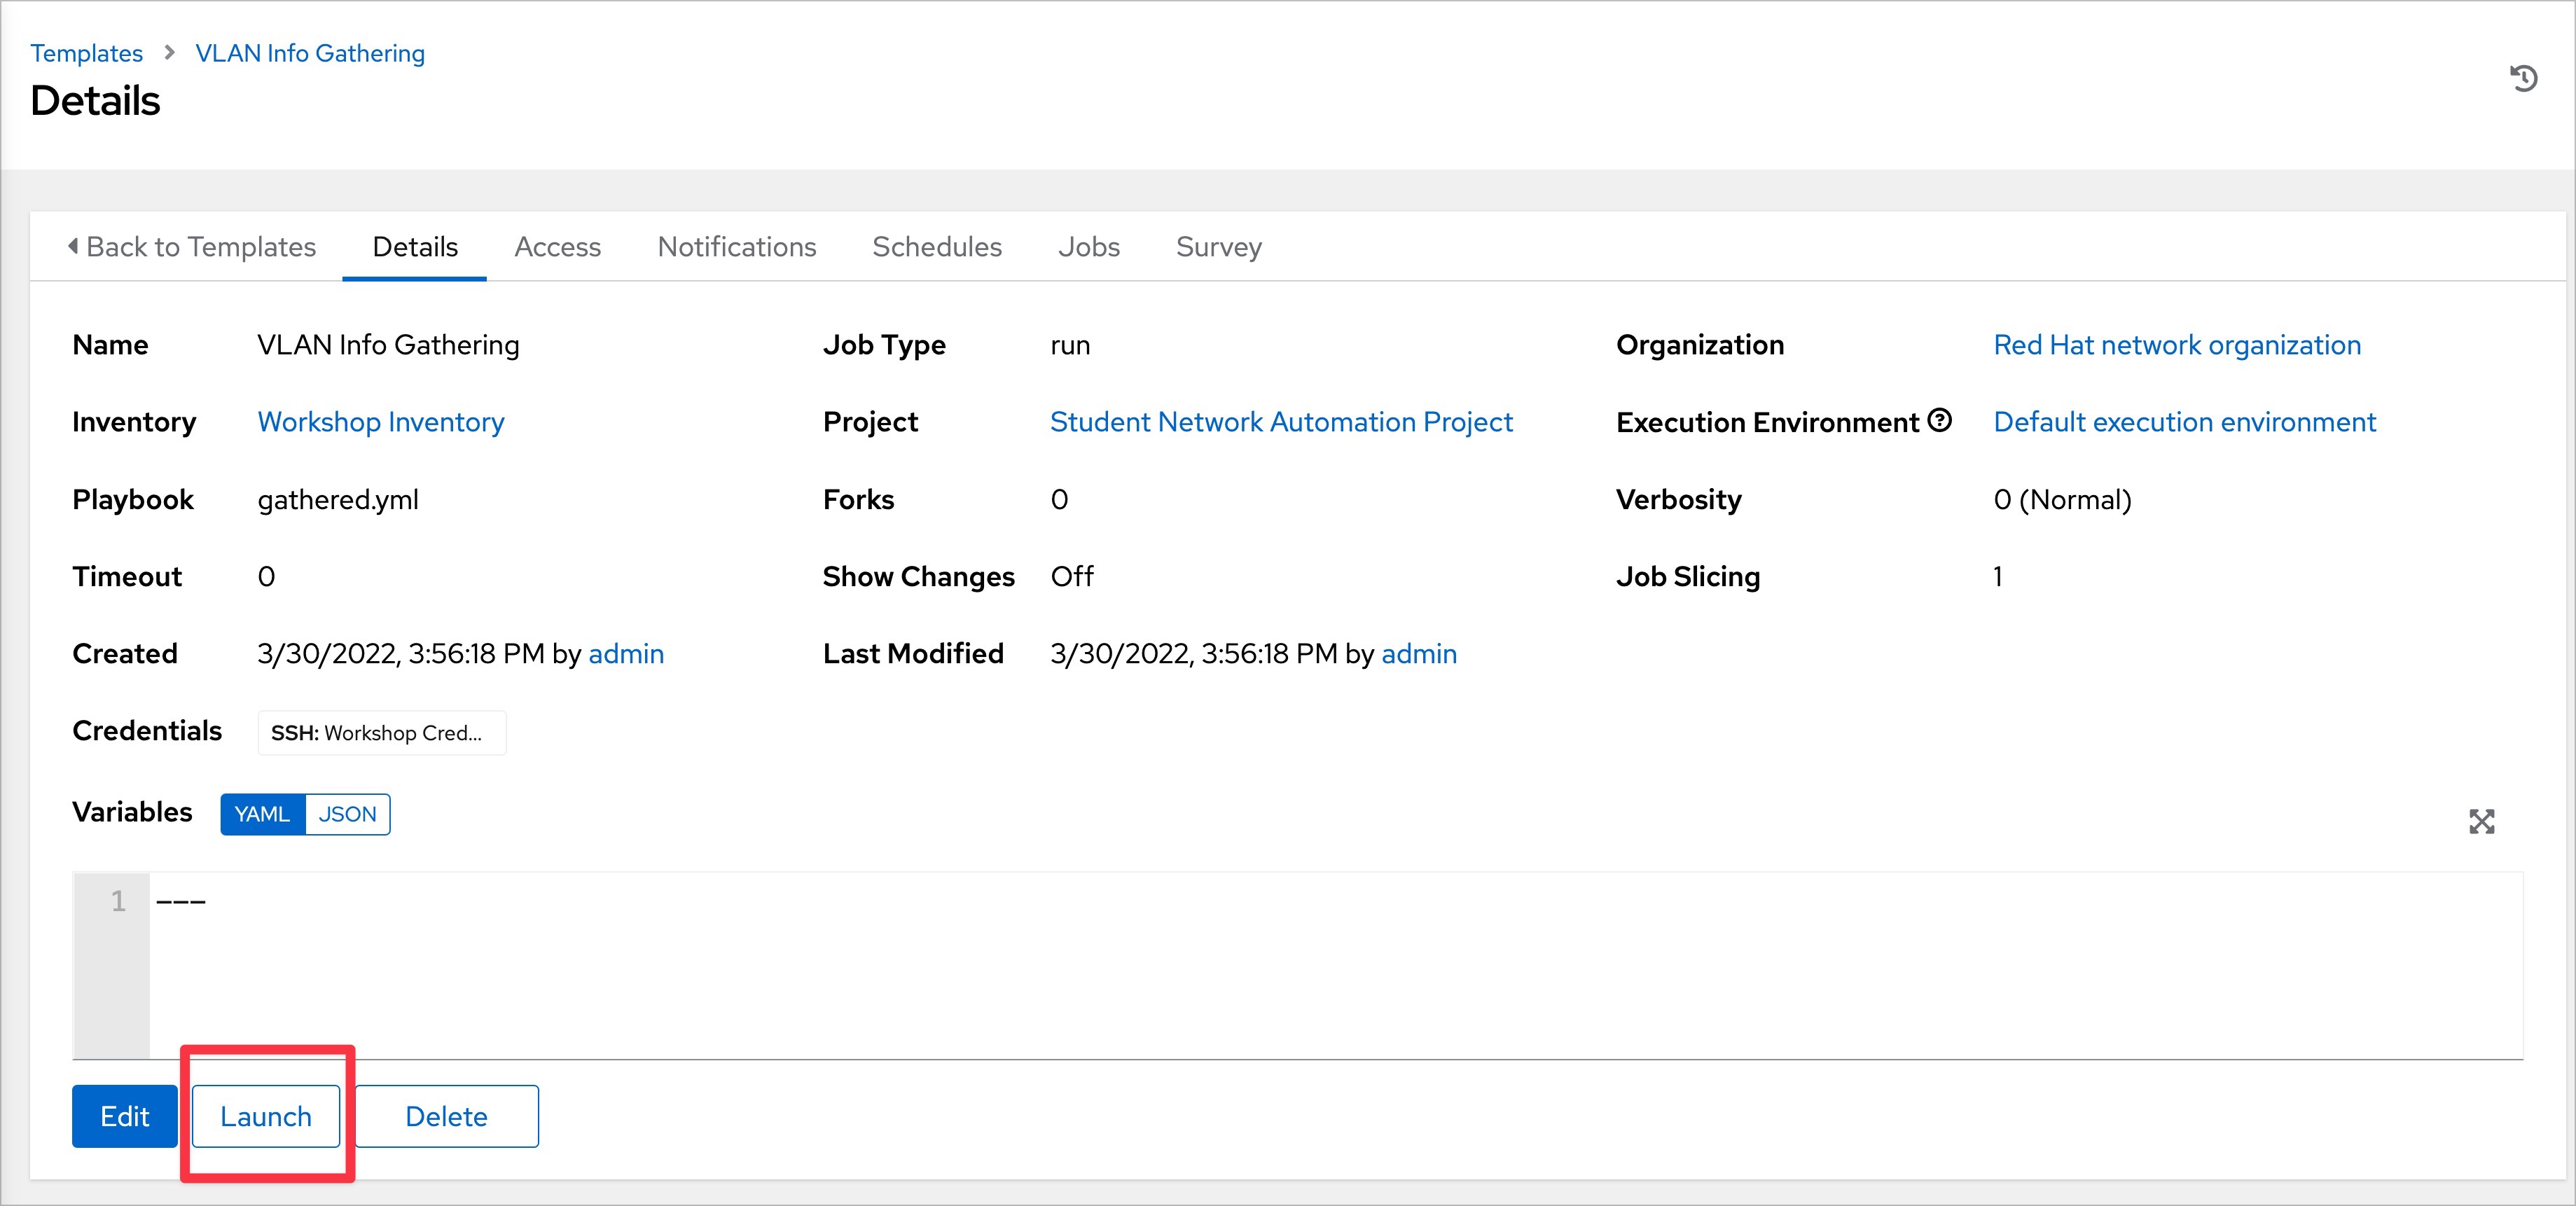 Templates > VLAN Info Gathering
Details
Back to Templates Details Access Notifications Schedules Jobs Survey
Name VLAN Info Gathering Job Type run Organization Red Hat network organization
Inventory Workshop Inventory Project Student Network Automation Project Execution Environment Default execution environment
Playbook gathered.yml Forks 0 Verbosity 0 (Normal)
Timeout 0 Show Changes Off Job Slicing 1
Created 3/30/2022, 3:56:18 PM by admin Last Modified 3/30/2022, 3:56:18 PM by admin
Credentials SSH: Workshop Cred...
Variables YAML JSON
1 ---
Edit Launch Delete